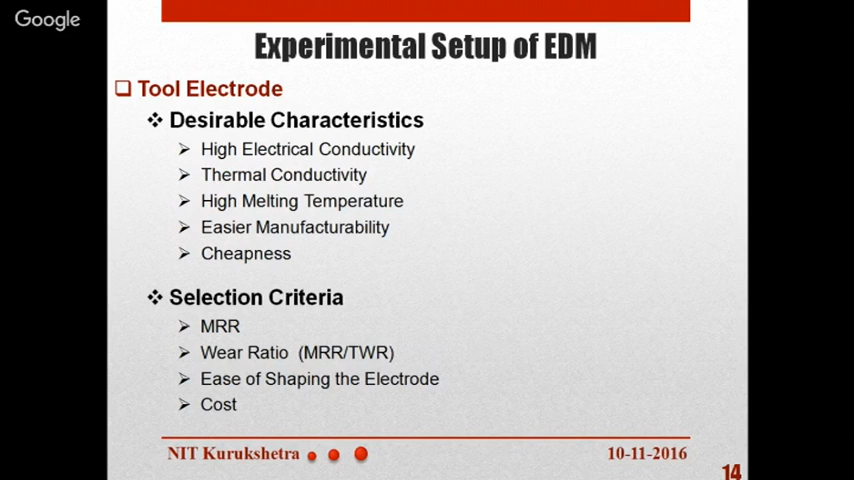 Google
Experimental Setup of EDM
Tool Electrode
Desirable Characteristics
High Electrical Conductivity
Thermal Conductivity
High Melting Temperature
Easier Manufacturability
Cheapness
Selection Criteria
MRR
Wear Ratio (MRR/TWR)
Ease of Shaping the Electrode
Cost
NIT Kurukshetra 10-11-2016
14